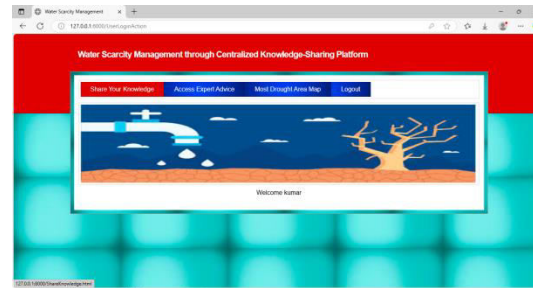 Water Scarcity Management
127.0.0.1:8000/UserLoginAction
Water Scarcity Management through Centralized Knowledge-Sharing Platform
Share Your Knowledge Access Expert Advice Most Drought Area Map Logout
Welcome kumar
127.0.0.1:8000/ShareKnowledge.html